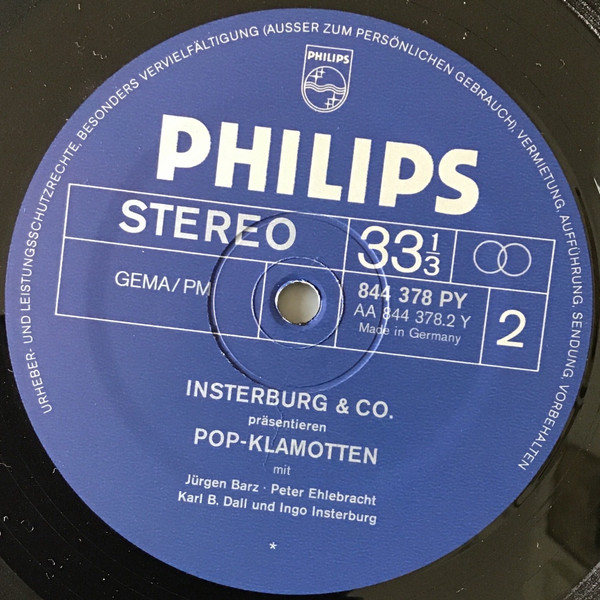 URHEBER- UND LEISTUNGSSCHUTZRECHTE, BESONDERS VERVIELFÄLTIGUNG (AUSSER ZUM PERSÖNLICHEN GEBRAUCH), VERMIETUNG, AUFFÜHRUNG, SENDUNG, VORBEHALTEN
PHILIPS
PHILIPS
STEREO
33 1/3
GEMA/PM
844 378 PY
AA 844 378.2 Y
Made in Germany
2
INSTERBURG & CO.
präsentieren
POP-KLAMOTTEN
mit
Jürgen Barz · Peter Ehlebracht
Karl B. Dall und Ingo Insterburg
*